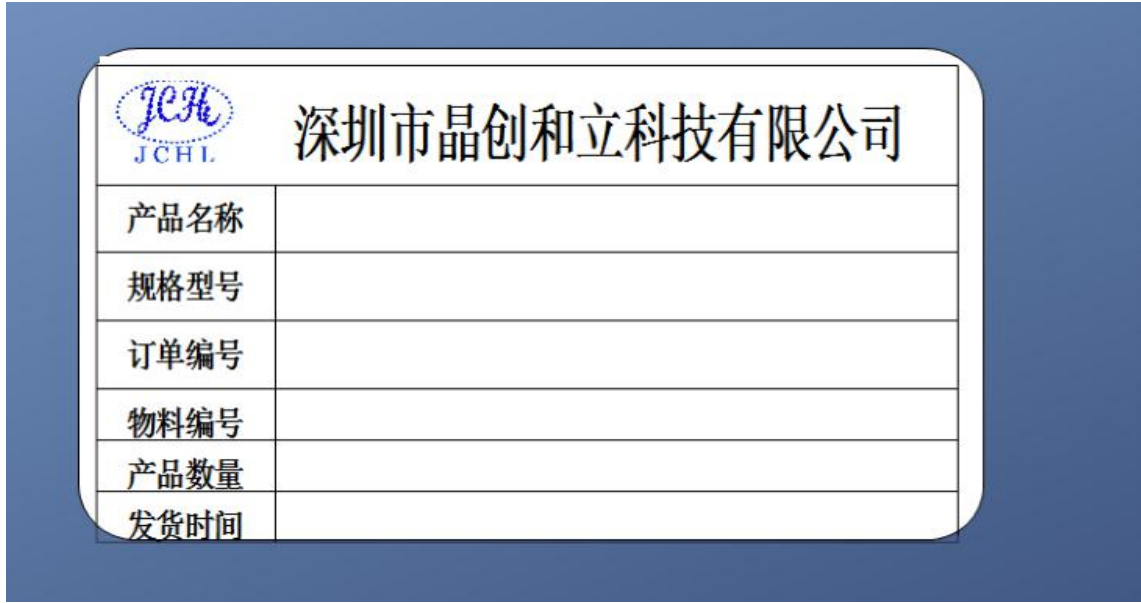 JCHL
JCHL
深圳市晶创和立科技有限公司
产品名称
规格型号
订单编号
物料编号
产品数量
发货时间